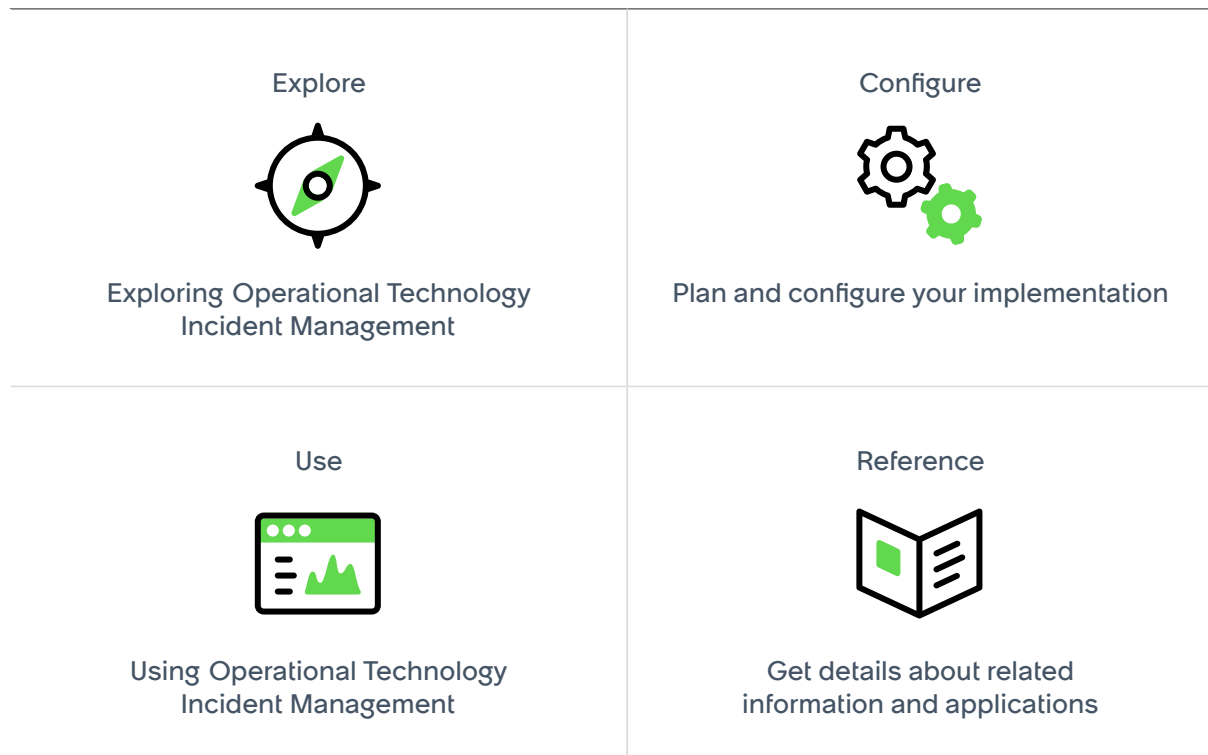 Explore
Exploring Operational Technology
Incident Management
Configure
Plan and configure your implementation
Use
Using Operational Technology
Incident Management
Reference
Get details about related
information and applications